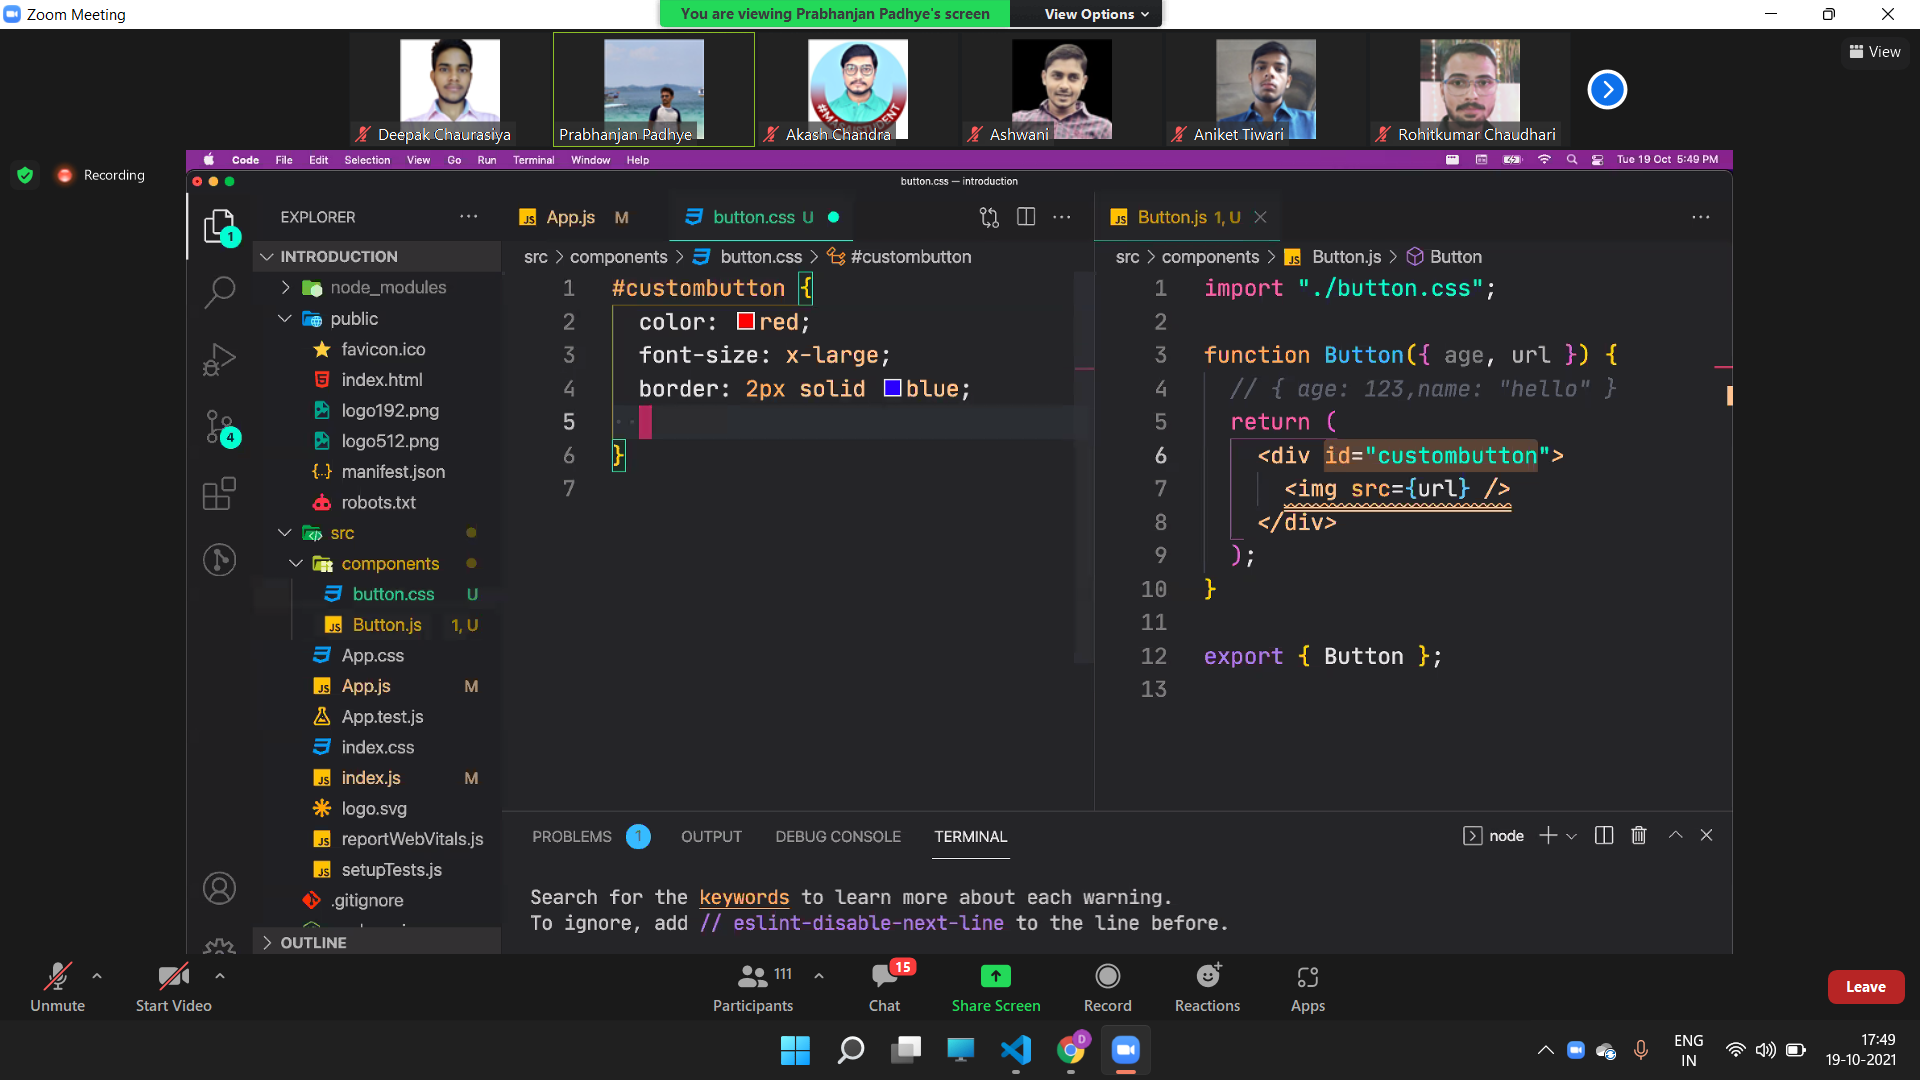 Zoom Meeting
You are viewing Prabhanjan Padhye's screen
View Options
View
Deepak Chaurasiya
Prabhanjan Padhye
Akash Chandra
Ashwani
Aniket Tiwari
Rohitkumar Chaudhari
Recording
Code File Edit Selection View Go Run Terminal Window Help
Tue 19 Oct 5:49 PM
button.css — introduction
EXPLORER
INTRODUCTION
node_modules
public
favicon.ico
index.html
logo192.png
logo512.png
manifest.json
robots.txt
src
components
button.css U
Button.js 1, U
App.css
App.js M
App.test.js
index.css
index.js M
logo.svg
reportWebVitals.js
setupTests.js
.gitignore
OUTLINE
1
4
App.js M
button.css U
src > components > button.css > #custombutton
1 #custombutton {
2 color: red;
3 font-size: x-large;
4 border: 2px solid blue;
5
6 }
7
Button.js 1, U
src > components > Button.js > Button
1 import "./button.css";
2
3 function Button({ age, url }) {
4 // { age: 123,name: "hello" }
5 return (
6 <div id="custombutton">
7 <img src={url} />
8 </div>
9 );
10 }
11
12 export { Button };
13
PROBLEMS 1 OUTPUT DEBUG CONSOLE TERMINAL
node
Search for the keywords to learn more about each warning.
To ignore, add // eslint-disable-next-line to the line before.
Unmute
Start Video
111
Participants
15
Chat
Share Screen
Record
Reactions
Apps
Leave
D
ENG
IN
17:49
19-10-2021